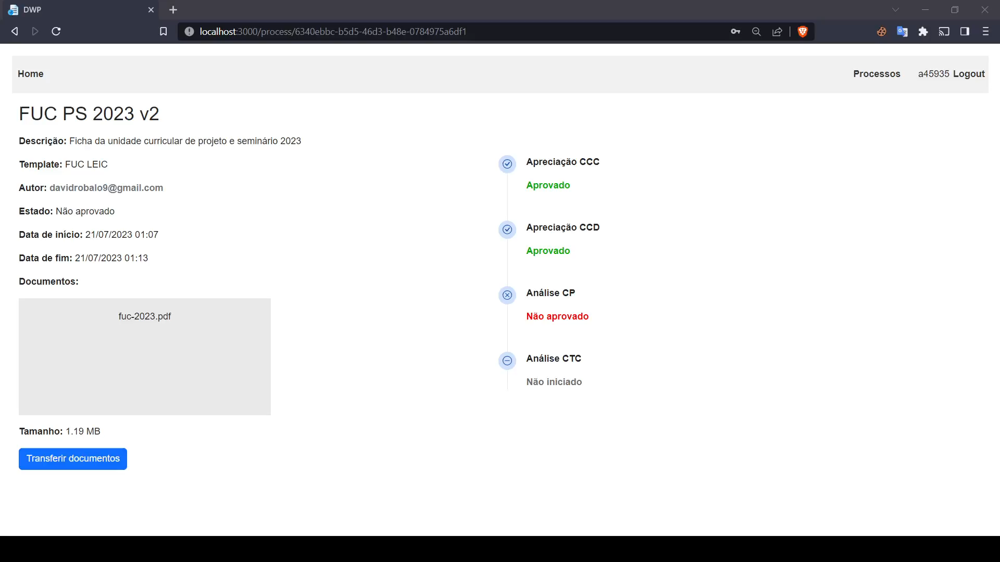 DWP
localhost:3000/process/6340ebbc-b5d5-46d3-b48e-0784975a6df1
Home
Processos
a45935 Logout
FUC PS 2023 v2
Descrição: Ficha da unidade curricular de projeto e seminário 2023
Template: FUC LEIC
Autor: davidrobalo9@gmail.com
Estado: Não aprovado
Data de início: 21/07/2023 01:07
Data de fim: 21/07/2023 01:13
Documentos:
fuc-2023.pdf
Tamanho: 1.19 MB
Transferir documentos
Apreciação CCC
Aprovado
Apreciação CCD
Aprovado
Análise CP
Não aprovado
Análise CTC
Não iniciado